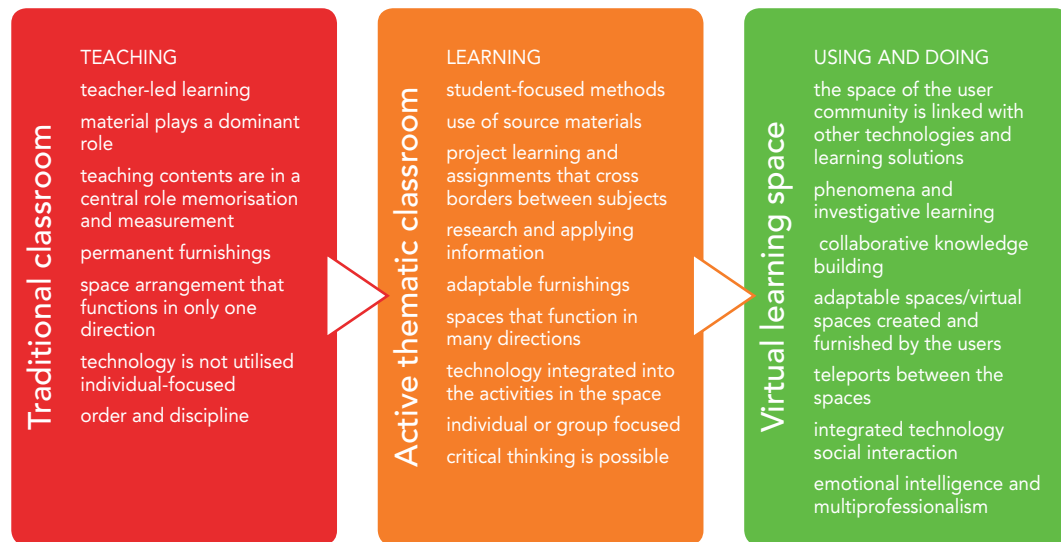 Traditional classroom
TEACHING
teacher-led learning
material plays a dominant
role
teaching contents are in a
central role memorisation
and measurement
permanent furnishings
space arrangement that
functions in only one
direction
technology is not utilised
individual-focused
order and discipline
Active thematic classroom
LEARNING
student-focused methods
use of source materials
project learning and
assignments that cross
borders between subjects
research and applying
information
adaptable furnishings
spaces that function in
many directions
technology integrated into
the activities in the space
individual or group focused
critical thinking is possible
Virtual learning space
USING AND DOING
the space of the user
community is linked with
other technologies and
learning solutions
phenomena and
investigative learning
collaborative knowledge
building
adaptable spaces/virtual
spaces created and
furnished by the users
teleports between the
spaces
integrated technology
social interaction
emotional intelligence and
multiprofessionalism